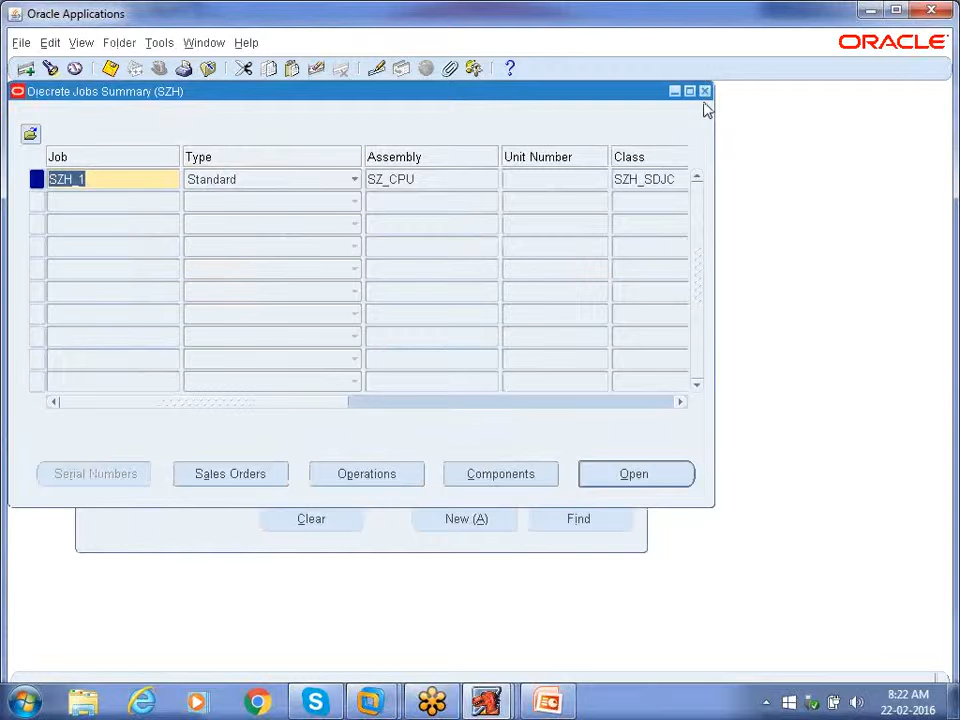 Oracle Applications
File Edit View Folder Tools Window Help
ORACLE
Discrete Jobs Summary (SZH)
Job Type Assembly Unit Number Class
SZH_1 Standard SZ_CPU SZH_SDJC
Serial Numbers Sales Orders Operations Components Open
Clear New (A) Find
8:22 AM
22-02-2016